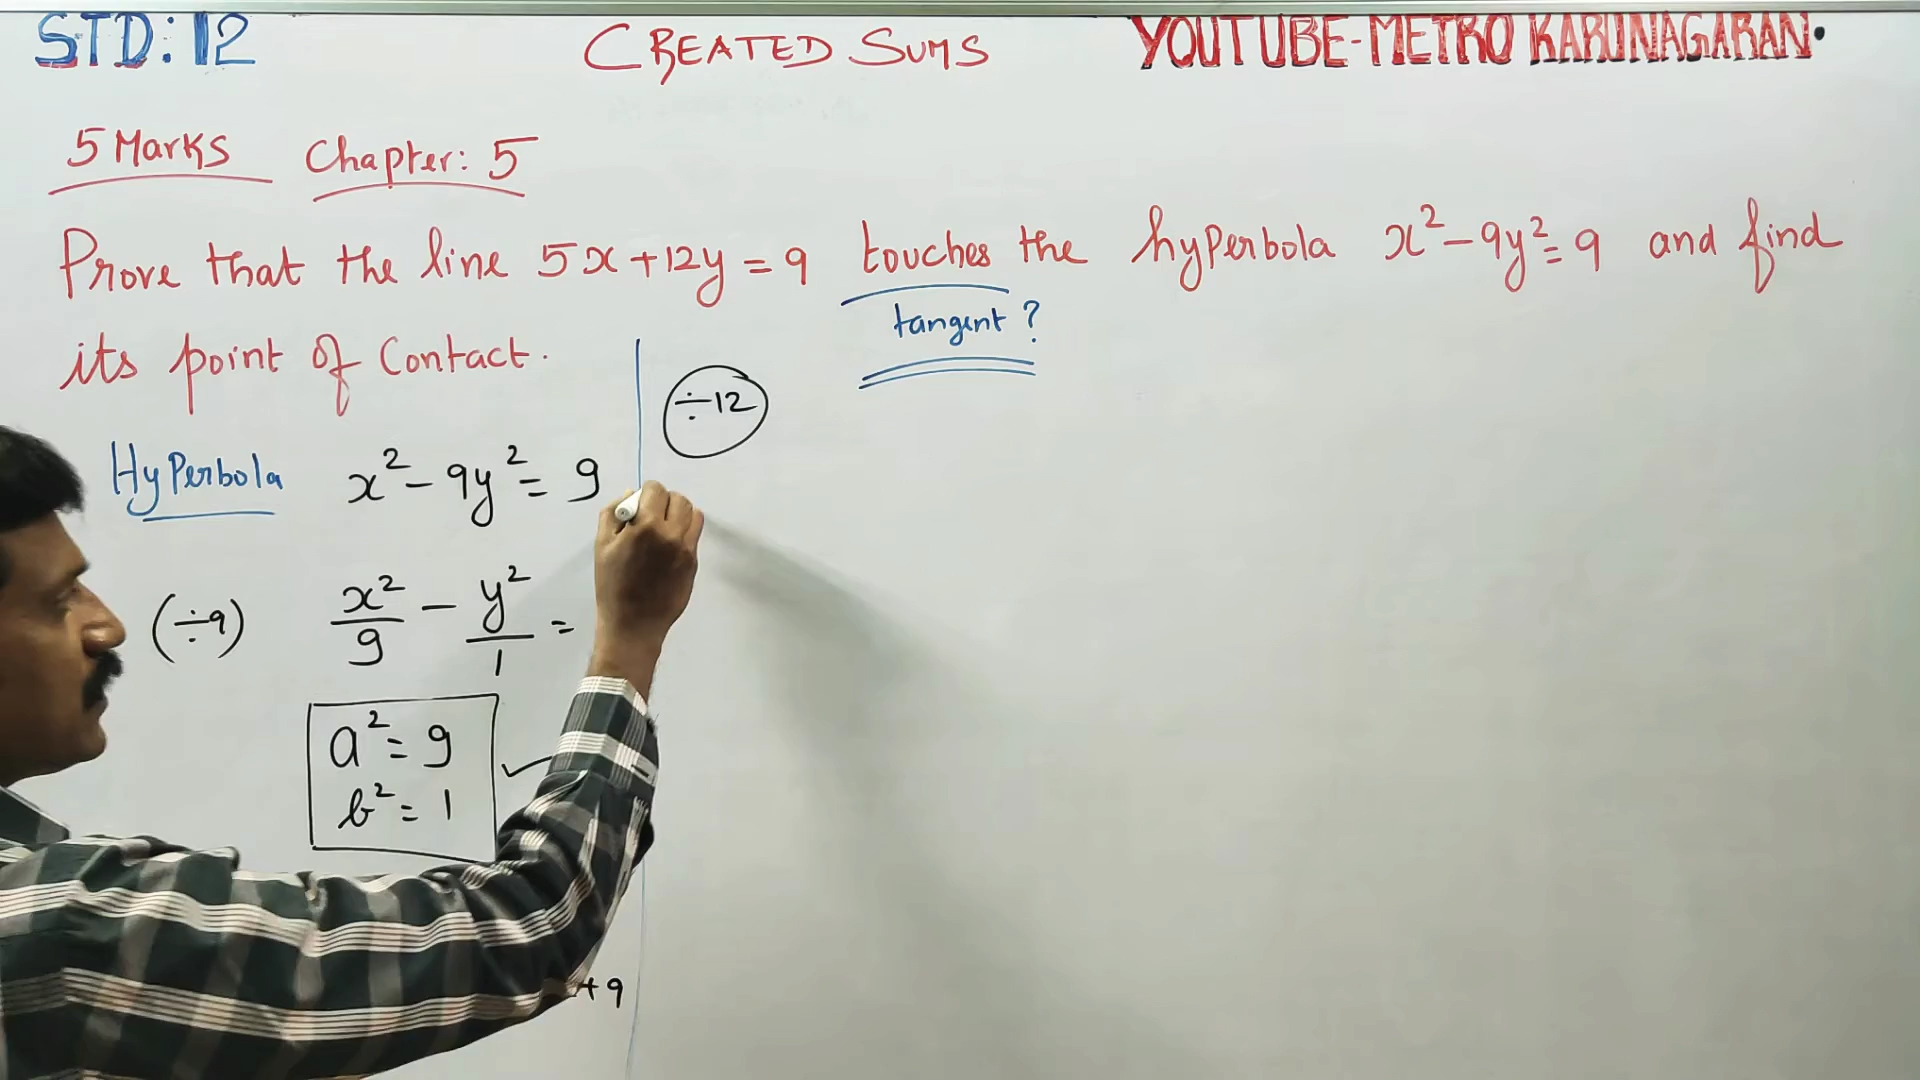 STD: 12 CREATED SUMS YOUTUBE-METRO KARUNAGARAN.
5 Marks Chapter: 5
Prove that the line 5x+12y=9 touches the hyperbola x²-9y²=9 and find
tangent?
its point of Contact.
÷12
Hyperbola x²-9y²=9
(÷9) x²/9 - y²/1 =
a²=9
b²=1
+9